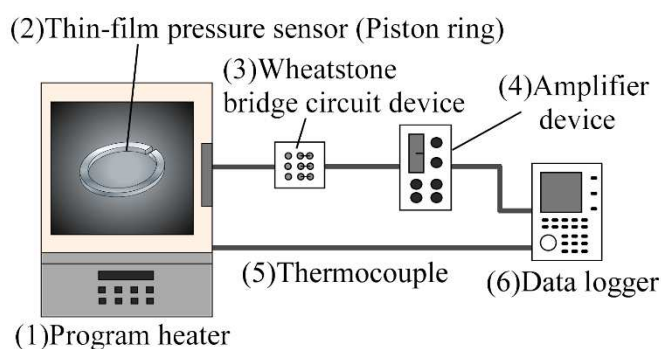 (2)Thin-film pressure sensor (Piston ring)
(3)Wheatstone
bridge circuit device
(4)Amplifier
device
(5)Thermocouple
(6)Data logger
(1)Program heater